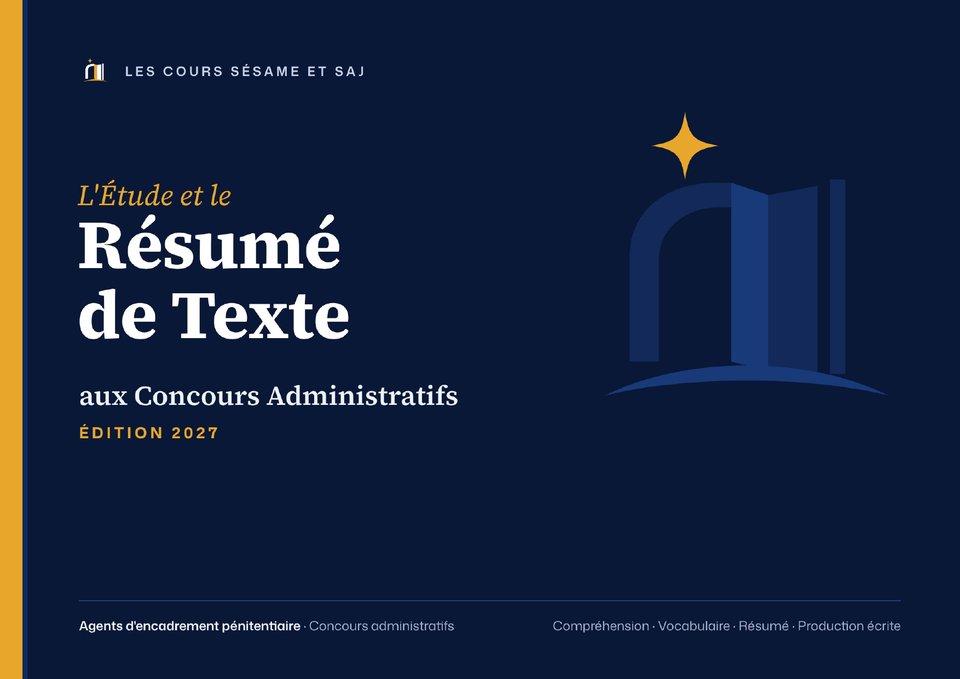 LES COURS SÉSAME ET SAJ
L'Étude et le
Résumé
de Texte
aux Concours Administratifs
ÉDITION 2027
Agents d'encadrement pénitentiaire · Concours administratifs
Compréhension · Vocabulaire · Résumé · Production écrite